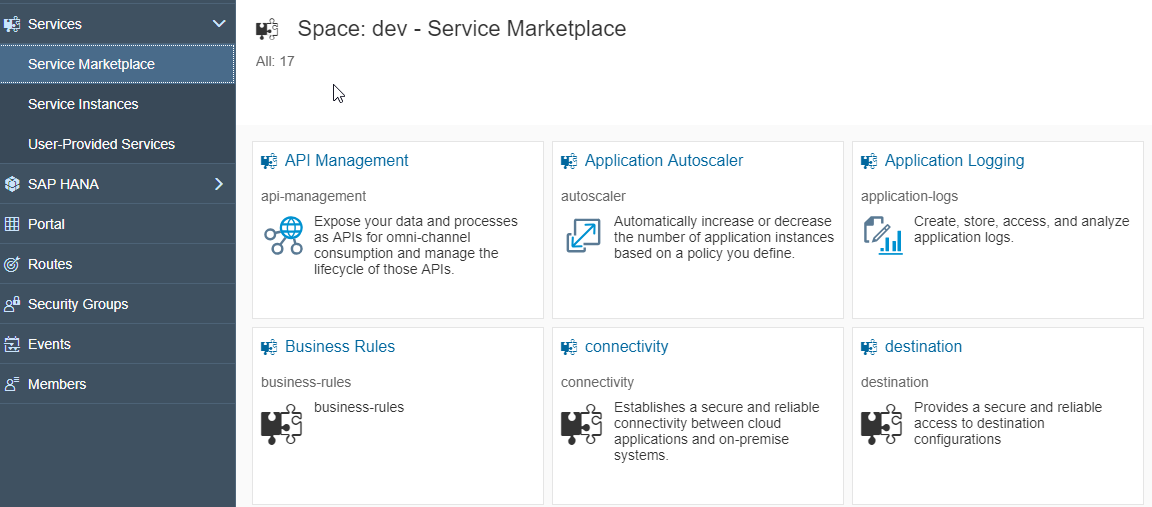 Services
Service Marketplace
Service Instances
User-Provided Services
SAP HANA
Portal
Routes
Security Groups
Events
Members
Space: dev - Service Marketplace
All: 17
API Management
api-management
Expose your data and processes
as APIs for omni-channel
consumption and manage the
lifecycle of those APIs.
Application Autoscaler
autoscaler
Automatically increase or decrease
the number of application instances
based on a policy you define.
Application Logging
application-logs
Create, store, access, and analyze
application logs.
Business Rules
business-rules
business-rules
connectivity
connectivity
Establishes a secure and reliable
connectivity between cloud
applications and on-premise
systems.
destination
destination
Provides a secure and reliable
access to destination
configurations